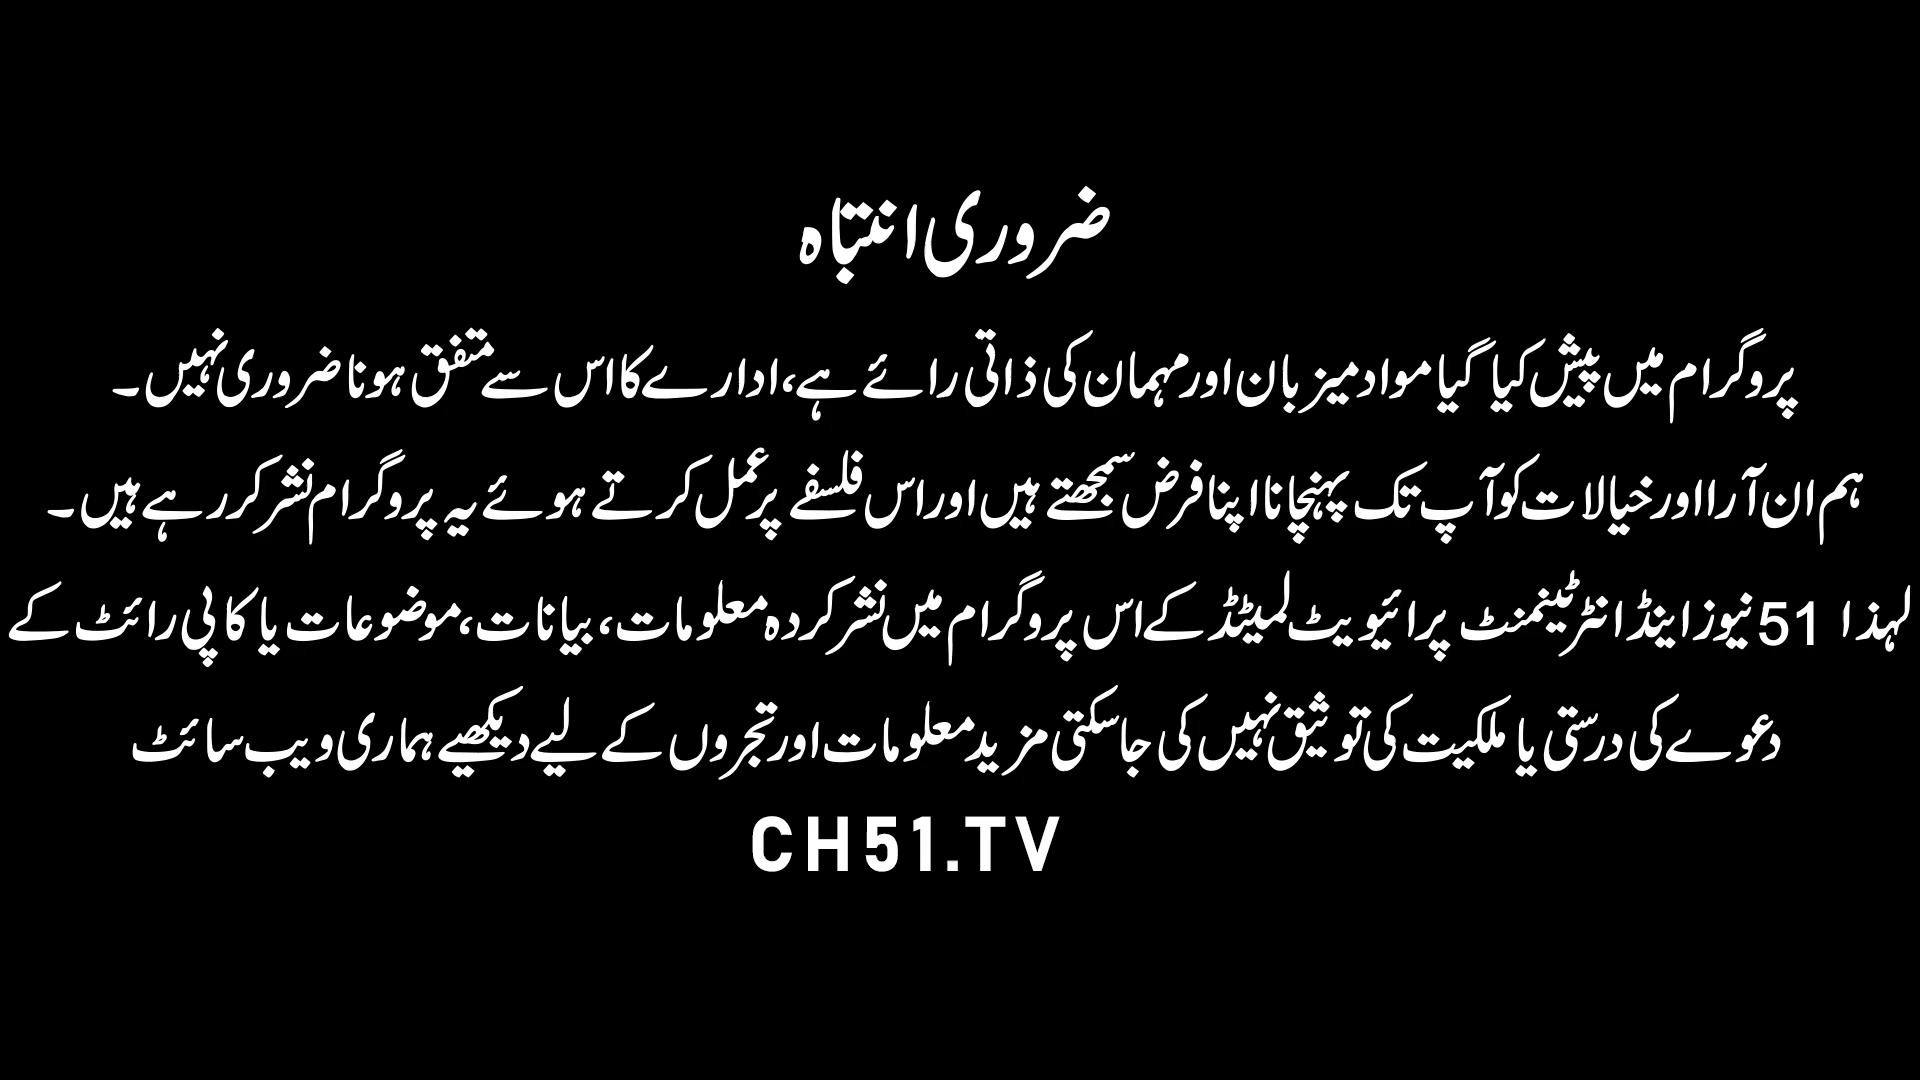 ضروری انتباہ
پروگرام میں پیش کیا گیا مواد میزبان اور مہمان کی ذاتی رائے ہے، ادارے کا اس سے متفق ہونا ضروری نہیں۔
ہم ان آرا اور خیالات کو آپ تک پہنچانا اپنا فرض سمجھتے ہیں اور اس فلسفے پر عمل کرتے ہوئے یہ پروگرام نشر کر رہے ہیں۔
لہذا 51 نیوز اینڈ انٹرٹینمنٹ پرائیویٹ لمیٹڈ کے اس پروگرام میں نشر کردہ معلومات، بیانات، موضوعات یا کاپی رائٹ کے
دعوے کی درستی یا ملکیت کی توثیق نہیں کی جاسکتی مزید معلومات اور تجزوں کے لیے دیکھیے ہماری ویب سائٹ
CH51.TV